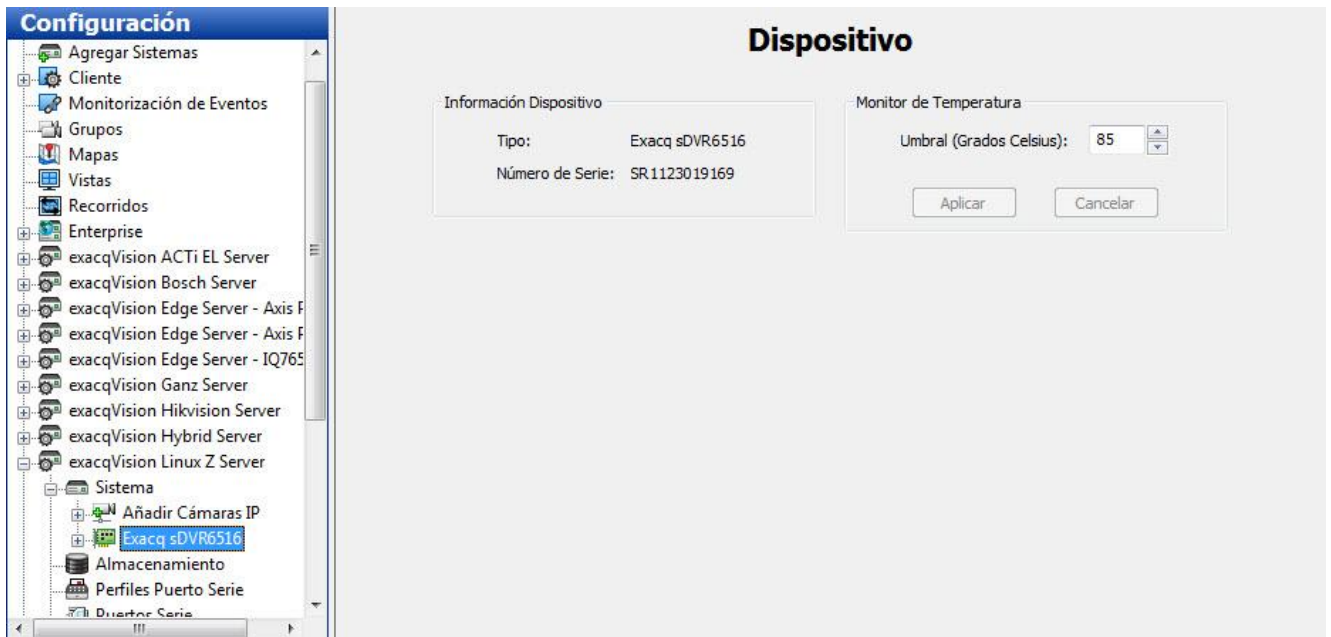 Configuración
Agregar Sistemas
Cliente
Monitorización de Eventos
Grupos
Mapas
Vistas
Recorridos
Enterprise
exacqVision ACTi EL Server
exacqVision Bosch Server
exacqVision Edge Server - Axis
exacqVision Edge Server - Axis
exacqVision Edge Server - IQ765
exacqVision Ganz Server
exacqVision Hikvision Server
exacqVision Hybrid Server
exacqVision Linux Z Server
Sistema
Añadir Cámaras IP
Exacq sDVR6516
Almacenamiento
Perfiles Puerto Serie
Puertos Serie
Dispositivo
Información Dispositivo
Tipo: Exacq sDVR6516
Número de Serie: SR1123019169
Monitor de Temperatura
Umbral (Grados Celsius): 85
Aplicar Cancelar